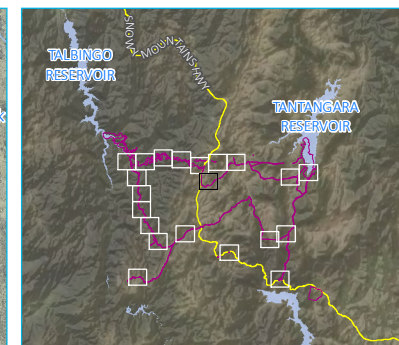 SNOWY MOUNTAINS HWY
TALBINGO
RESERVOIR
TANTANGARA
RESERVOIR